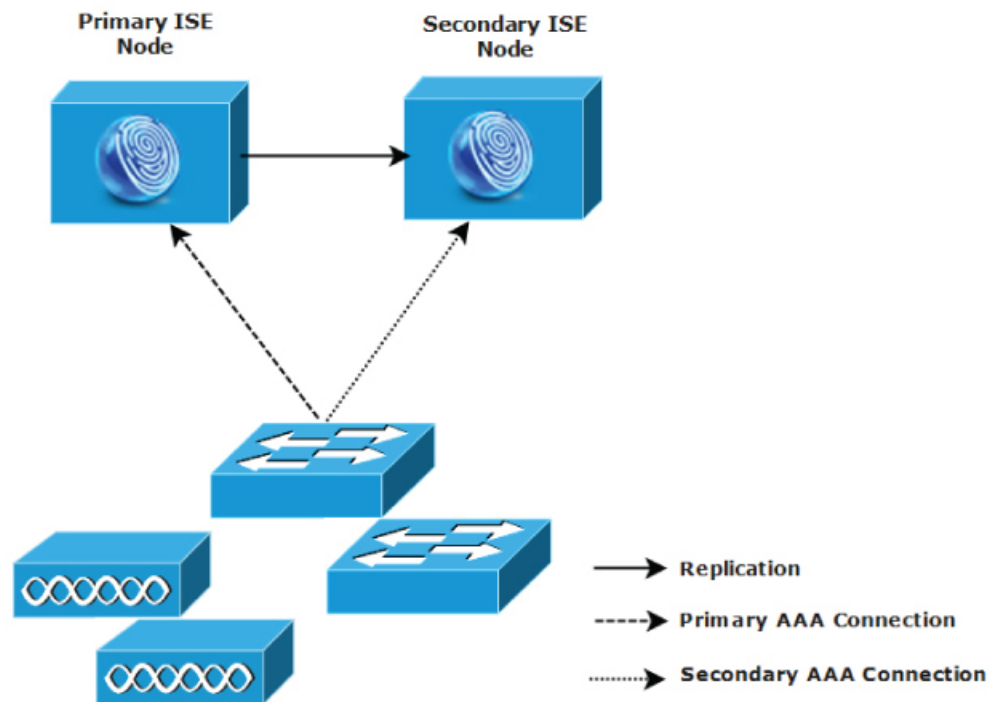 Primary ISE
Node
Secondary ISE
Node
Replication
Primary AAA Connection
Secondary AAA Connection